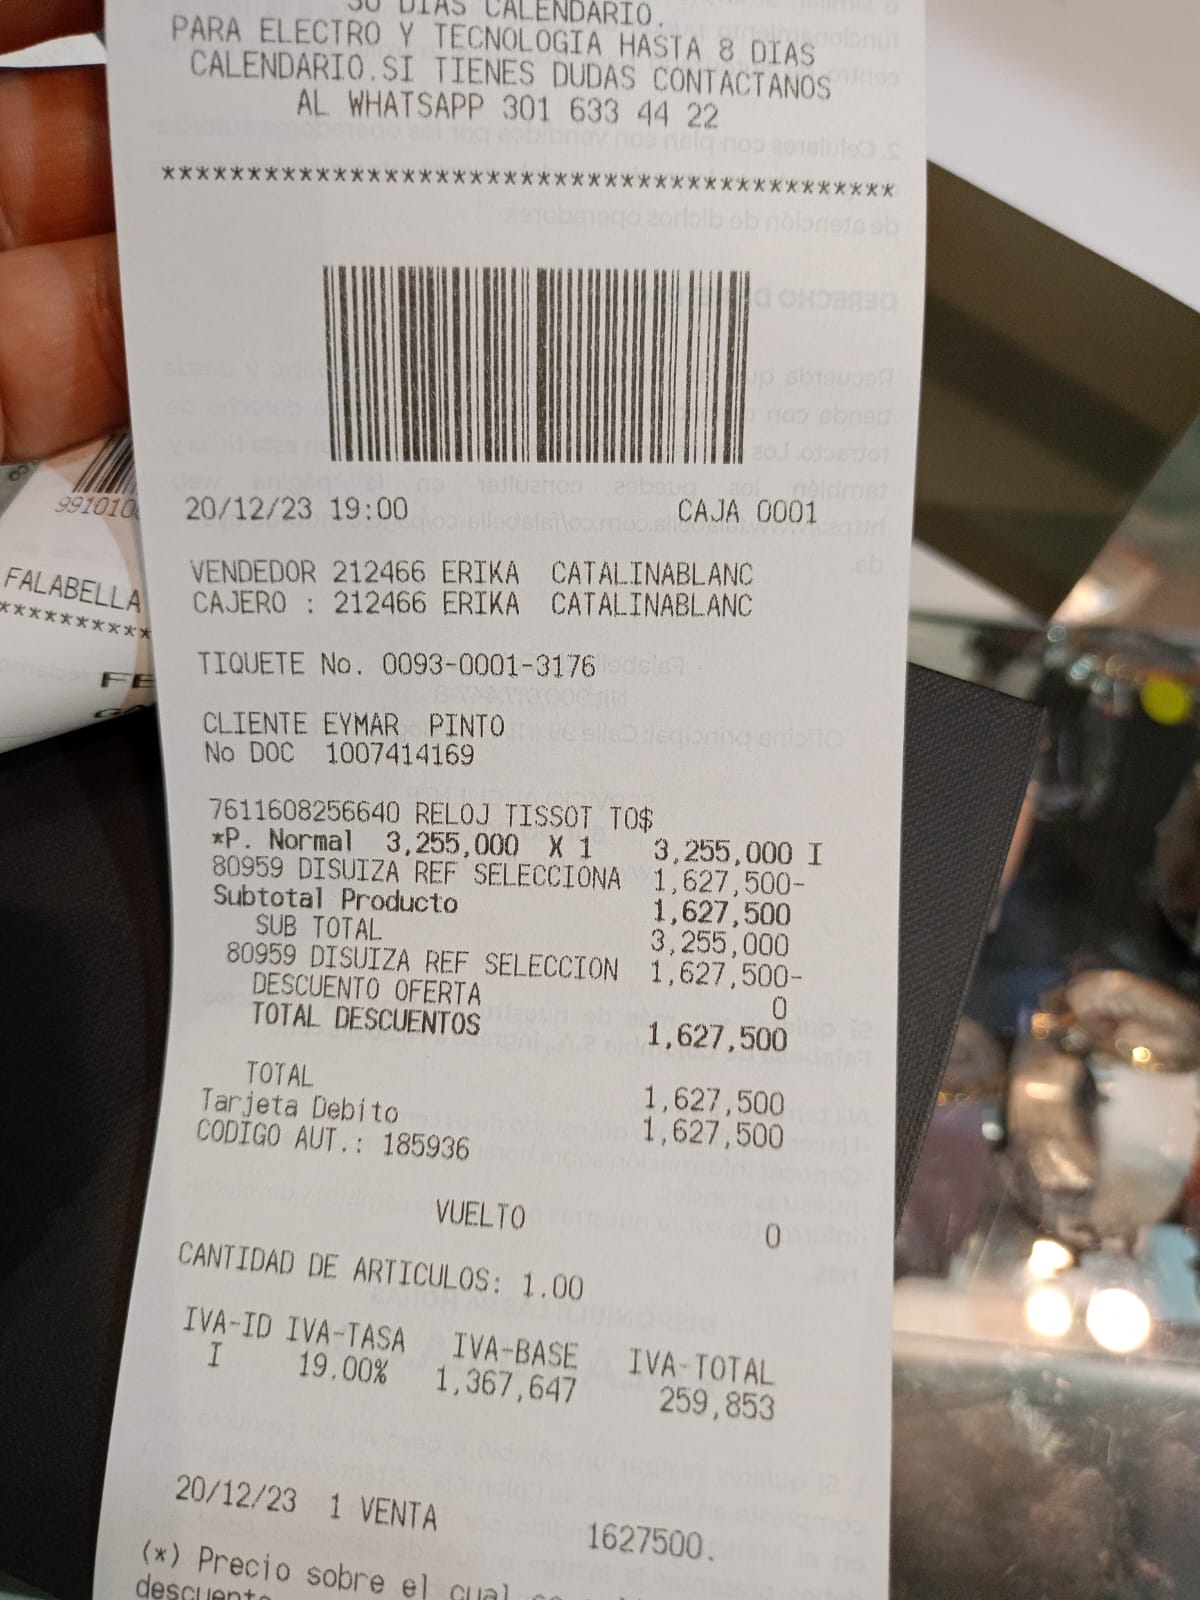 30 DIAS CALENDARIO.
PARA ELECTRO Y TECNOLOGIA HASTA 8 DIAS
CALENDARIO.SI TIENES DUDAS CONTACTANOS
AL WHATSAPP 301 633 44 22
*******************************************
20/12/23 19:00 CAJA 0001
VENDEDOR 212466 ERIKA CATALINABLANC
CAJERO : 212466 ERIKA CATALINABLANC
TIQUETE No. 0093-0001-3176
CLIENTE EYMAR PINTO
No DOC 1007414169
7611608256640 RELOJ TISSOT TO$
*P. Normal 3,255,000 X 1 3,255,000 I
80959 DISUIZA REF SELECCIONA 1,627,500-
Subtotal Producto 1,627,500
SUB TOTAL 3,255,000
80959 DISUIZA REF SELECCION 1,627,500-
DESCUENTO OFERTA 0
TOTAL DESCUENTOS 1,627,500
TOTAL 1,627,500
Tarjeta Debito 1,627,500
CODIGO AUT.: 185936
VUELTO 0
CANTIDAD DE ARTICULOS: 1.00
IVA-ID IVA-TASA IVA-BASE IVA-TOTAL
I 19.00% 1,367,647 259,853
20/12/23 1 VENTA 1627500.
(*) Precio sobre el cual
descuento
991010
FALABELLA
**********
FE